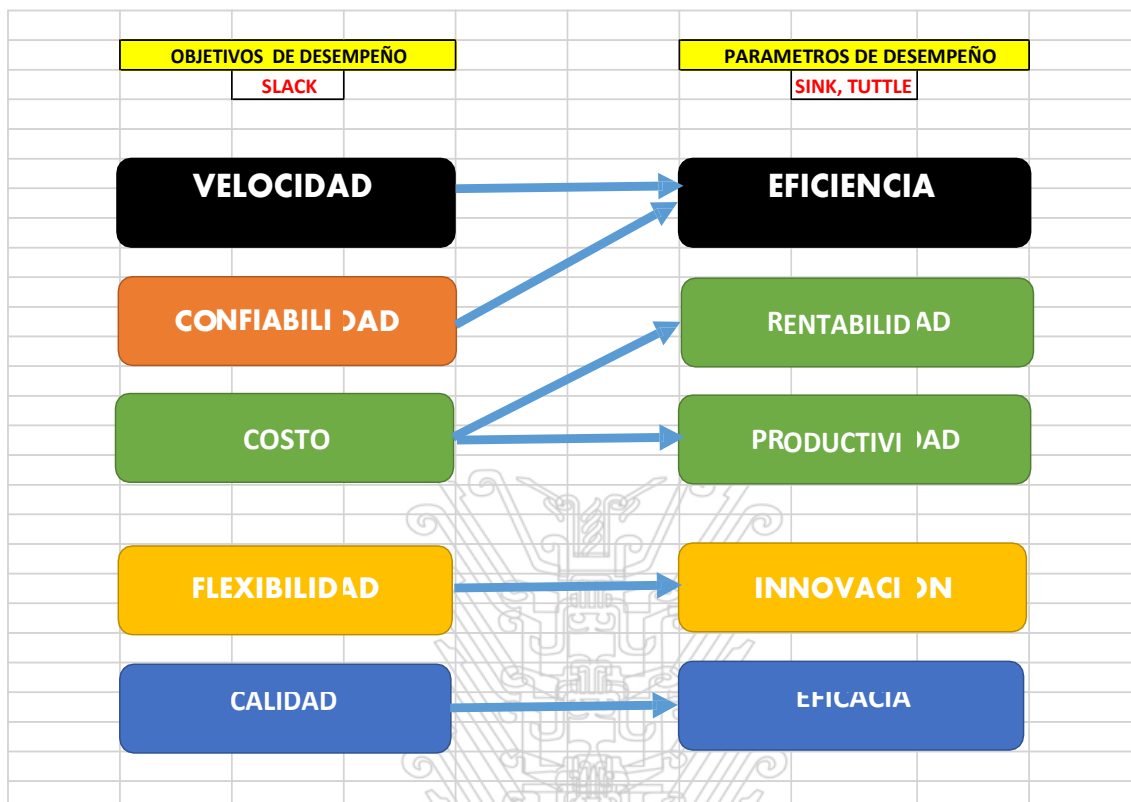 OBJETIVOS DE DESEMPEÑO
SLACK
VELOCIDAD
CONFIABILIDAD
COSTO
FLEXIBILIDAD
CALIDAD
PARAMETROS DE DESEMPEÑO
SINK, TUTTLE
EFICIENCIA
RENTABILIDAD
PRODUCTIVIDAD
INNOVACION
EFICACIA